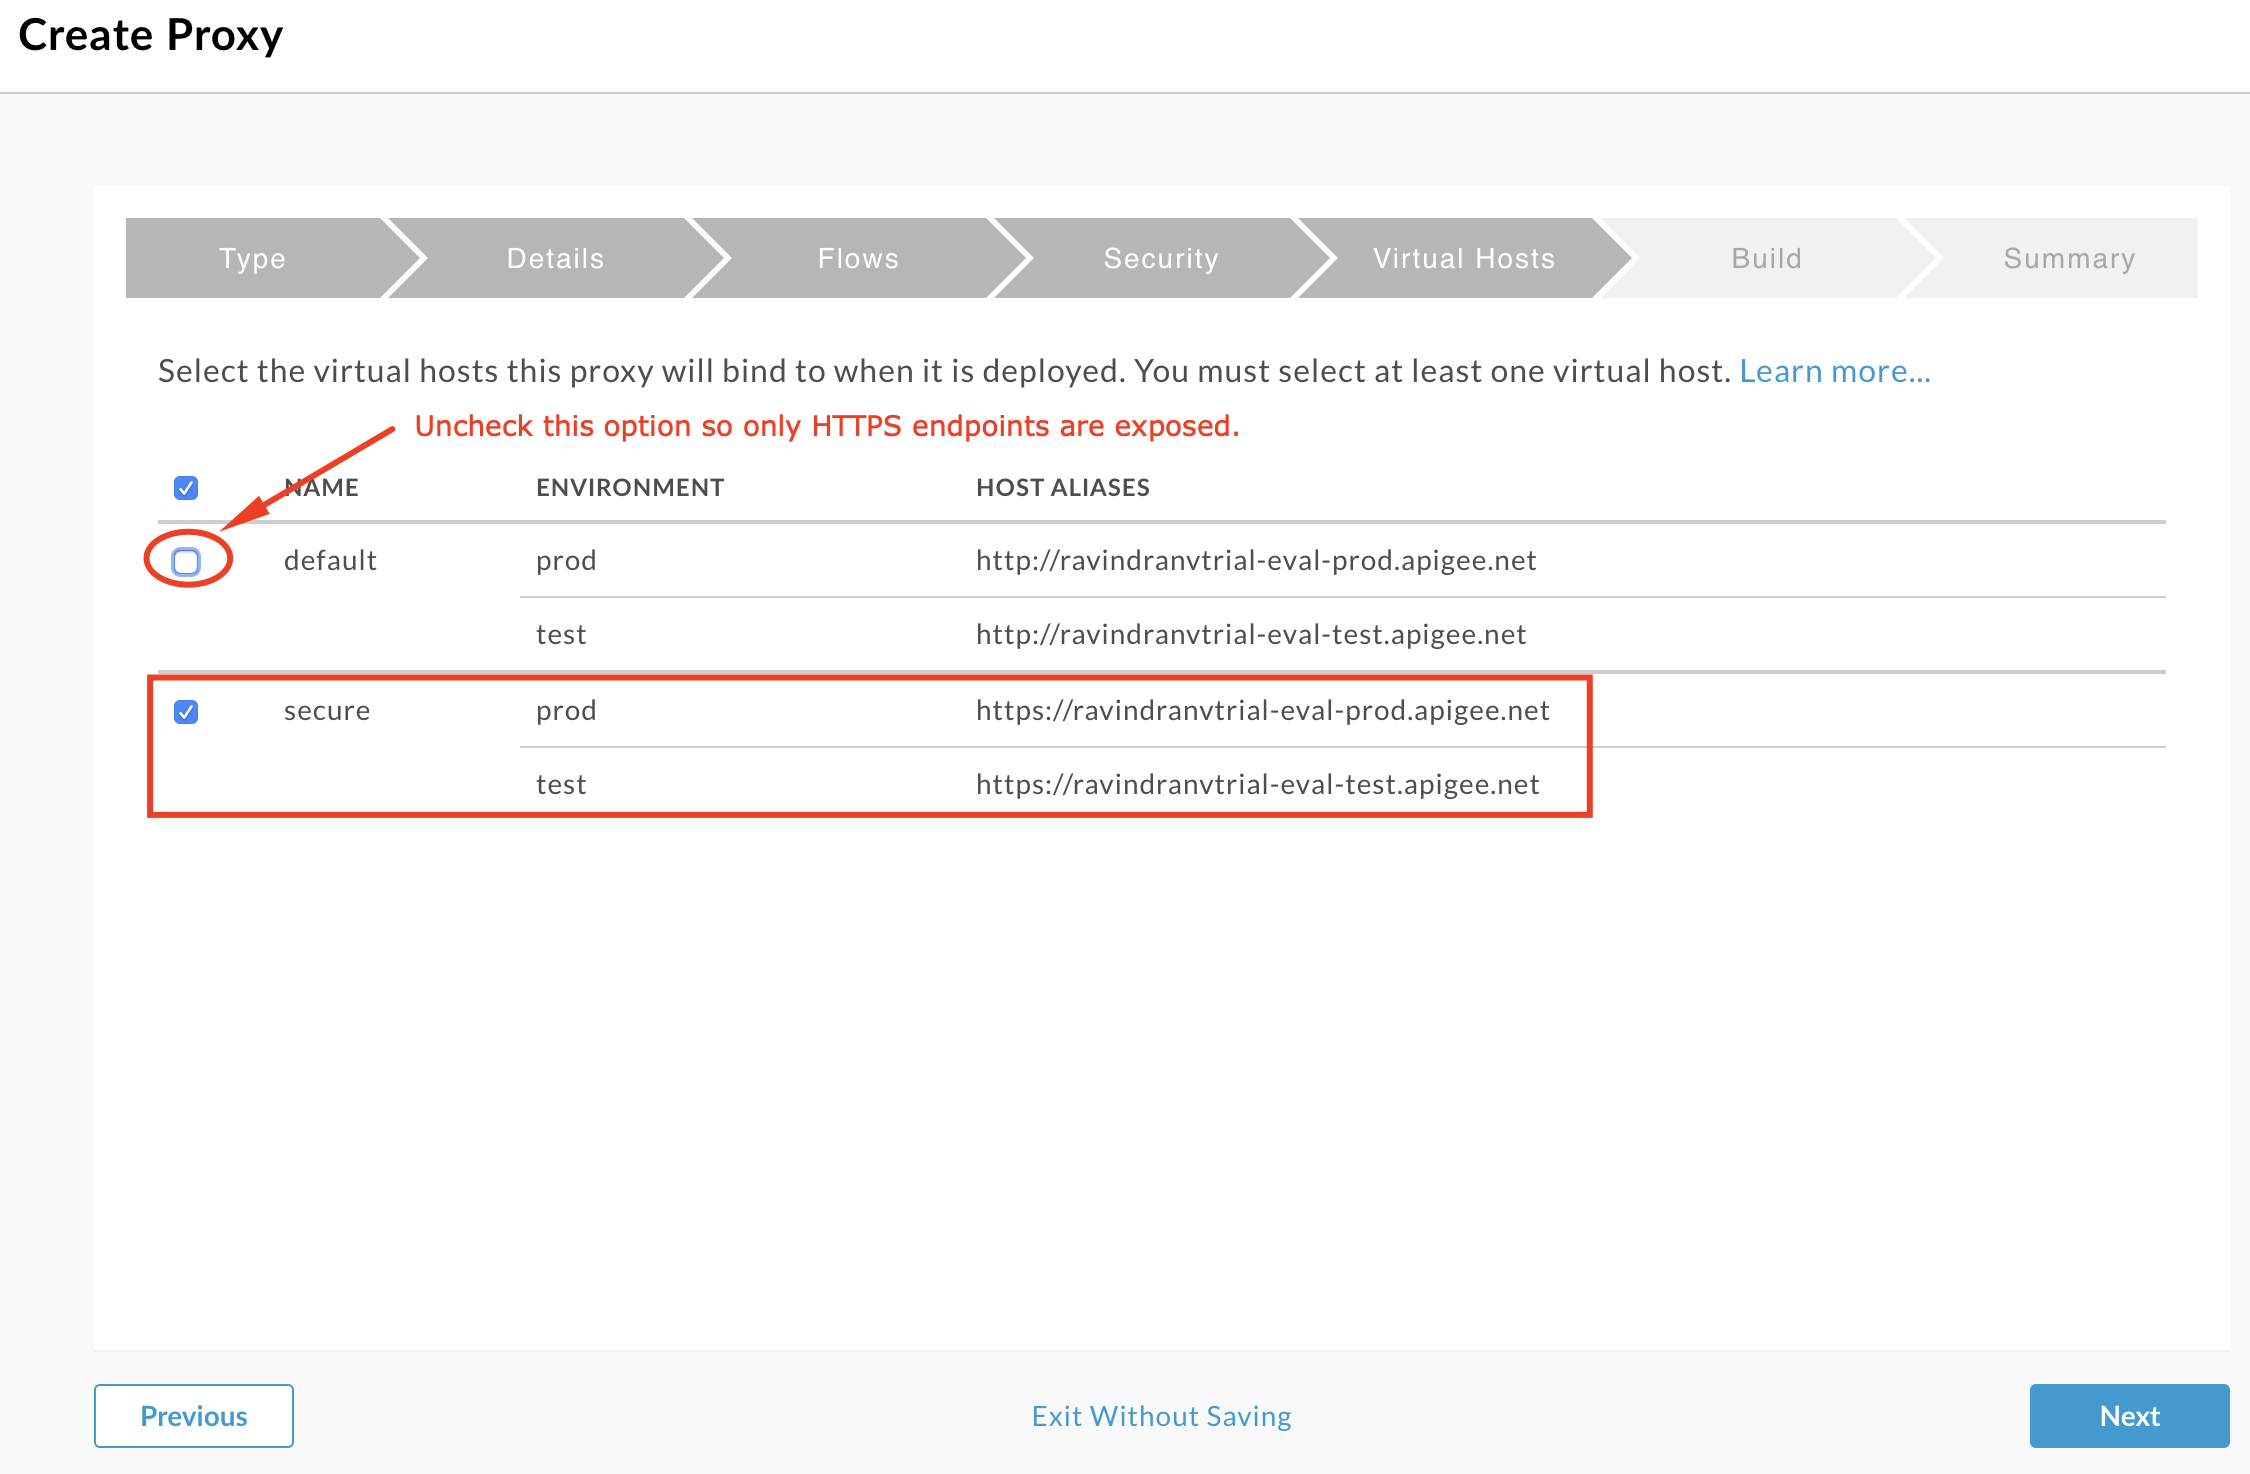 Create Proxy
Type Details Flows Security Virtual Hosts Build Summary
Select the virtual hosts this proxy will bind to when it is deployed. You must select at least one virtual host. Learn more...
Uncheck this option so only HTTPS endpoints are exposed.
NAME ENVIRONMENT HOST ALIASES
default prod http://ravindranvtrial-eval-prod.apigee.net
test http://ravindranvtrial-eval-test.apigee.net
secure prod https://ravindranvtrial-eval-prod.apigee.net
test https://ravindranvtrial-eval-test.apigee.net
Previous Exit Without Saving Next